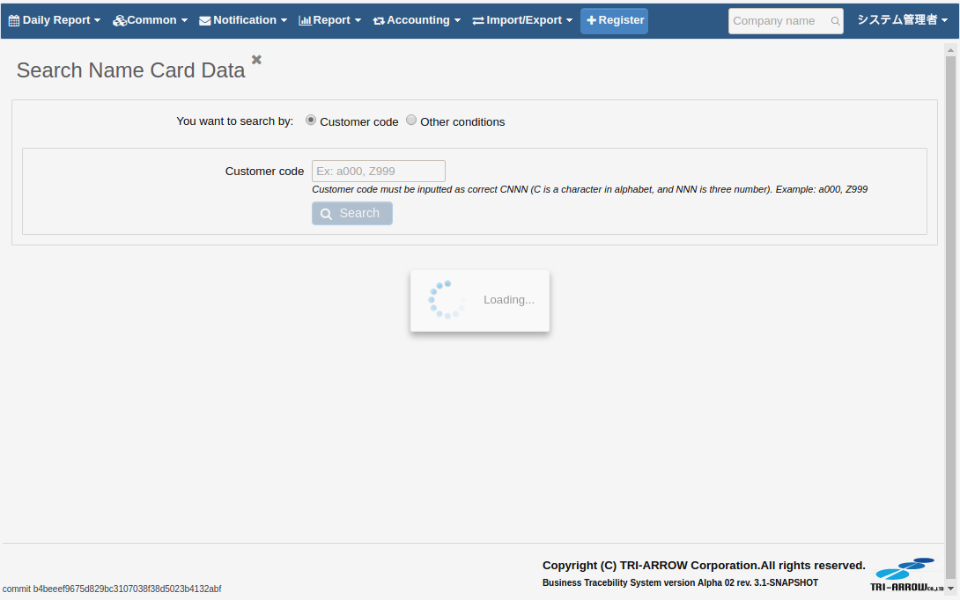 Daily Report Common Notification Report Accounting Import/Export Register Company name システム管理者
Search Name Card Data
You want to search by: Customer code Other conditions
Customer code Ex: a000, Z999
Customer code must be inputted as correct CNNN (C is a character in alphabet, and NNN is three number). Example: a000, Z999
Search
Loading...
Copyright (C) TRI-ARROW Corporation.All rights reserved.
Business Tracebility System version Alpha 02 rev. 3.1-SNAPSHOT
TRI-ARROW CO.,LTD
commit b4beeef9675d829bc3107038f38d5023b4132abf